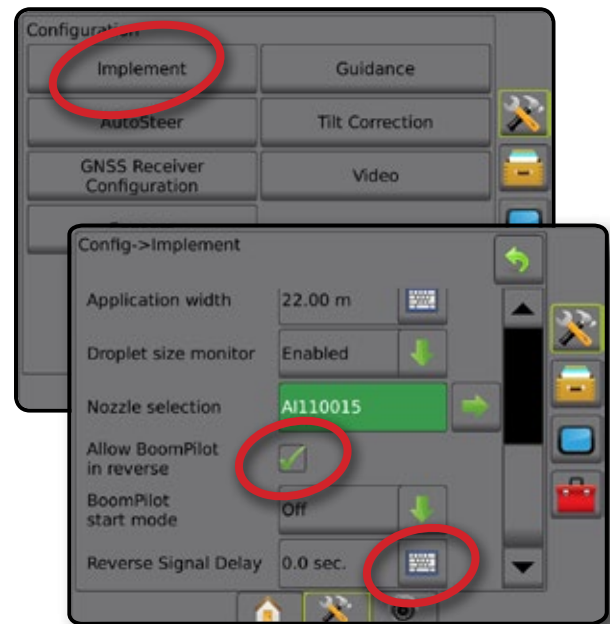 Configuration
Implement
Guidance
AutoSteer
Tilt Correction
GNSS Receiver
Configuration
Video
Config->Implement
Application width
22.00 m
Droplet size monitor
Enabled
Nozzle selection
AI110015
Allow BoomPilot
in reverse
BoomPilot
start mode
Off
Reverse Signal Delay
0.0 sec.